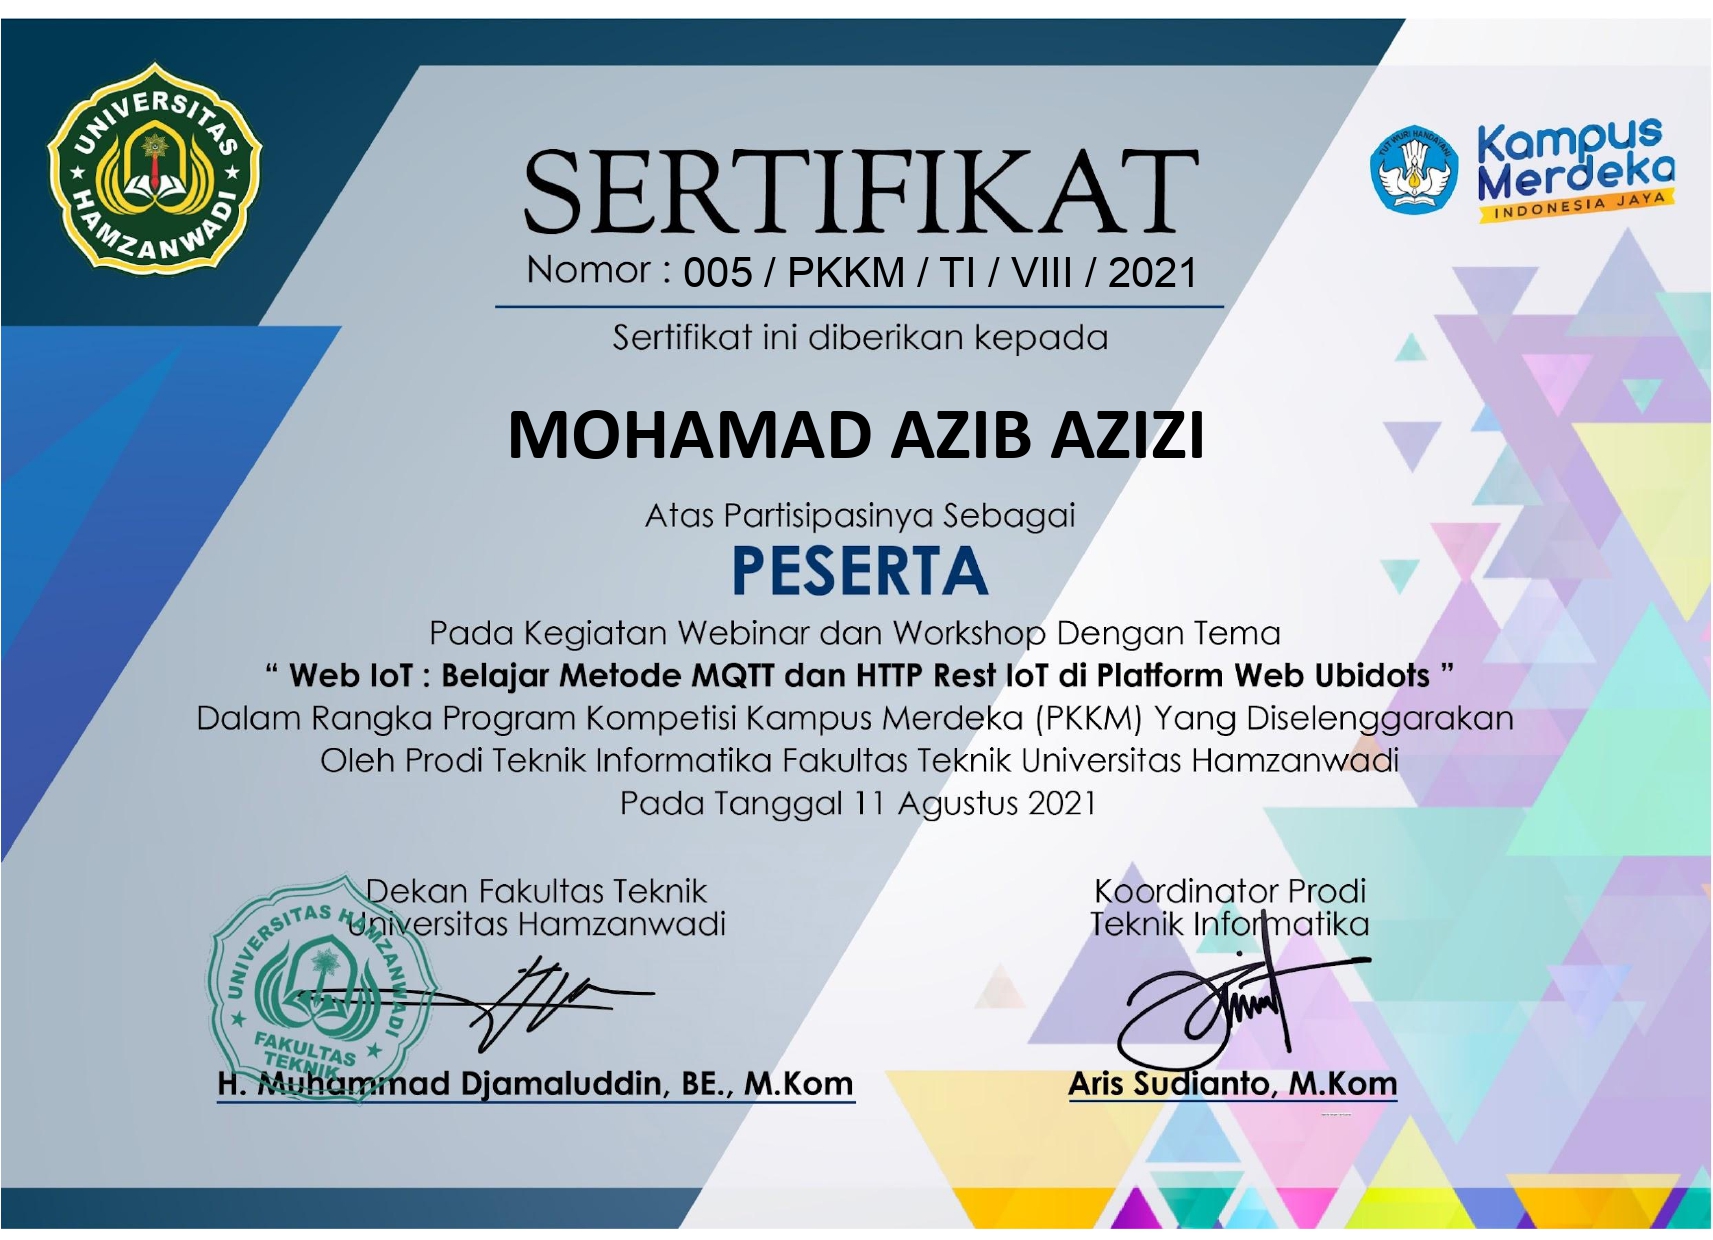 UNIVERSITAS HAMZANWADI
TUT WURI HANDAYANI
Kampus
Merdeka
INDONESIA JAYA
SERTIFIKAT
Nomor : 005 / PKKM / TI / VIII / 2021
Sertifikat ini diberikan kepada
MOHAMAD AZIB AZIZI
Atas Partisipasinya Sebagai
PESERTA
Pada Kegiatan Webinar dan Workshop Dengan Tema
“ Web IoT : Belajar Metode MQTT dan HTTP Rest IoT di Platform Web Ubidots ”
Dalam Rangka Program Kompetisi Kampus Merdeka (PKKM) Yang Diselenggarakan
Oleh Prodi Teknik Informatika Fakultas Teknik Universitas Hamzanwadi
Pada Tanggal 11 Agustus 2021
Dekan Fakultas Teknik
Universitas Hamzanwadi
UNIVERSITAS HAMZANWADI
FAKULTAS
TEKNIK
H. Muhammad Djamaluddin, BE., M.Kom
Koordinator Prodi
Teknik Informatika
Aris Sudianto, M.Kom